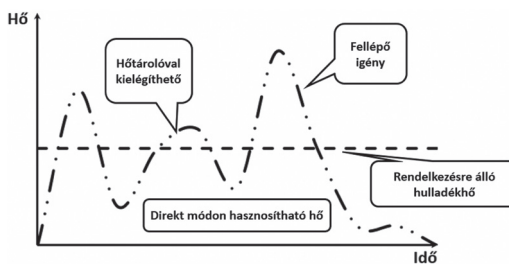 Hő
Hőtárolóval
kielégíthető
Fellépő
igény
Rendelkezésre álló
hulladékhő
Direkt módon hasznosítható hő
Idő